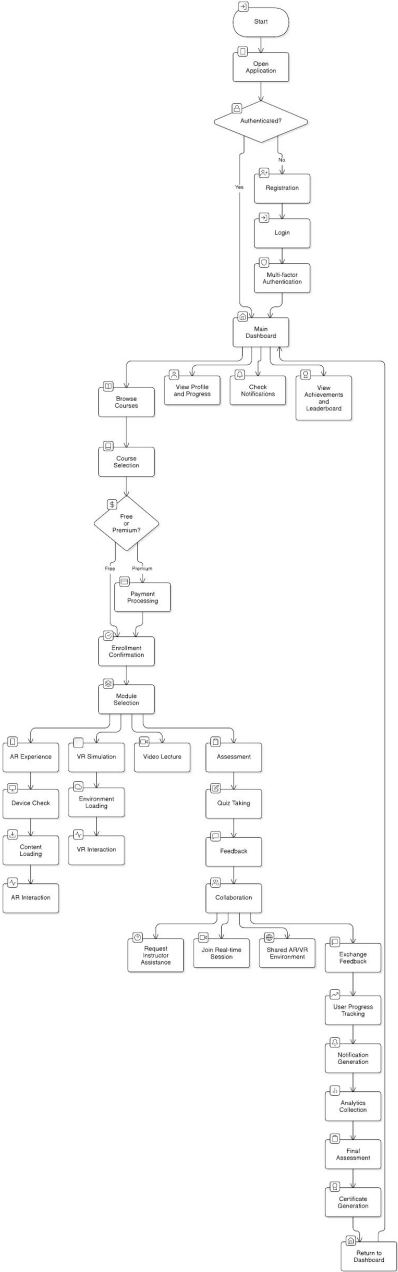 Start
Open
Application
Authenticated?
No
Yes
Registration
Login
Multi-factor
Authentication
Main
Dashboard
Browse
Courses
View Profile
and Progress
Check
Notifications
View
Achievements
and
Leaderboard
Course
Selection
Free
or
Premium?
Free
Premium
Payment
Processing
Enrollment
Confirmation
Module
Selection
AR Experience
VR Simulation
Video Lecture
Assessment
Device Check
Environment
Loading
Quiz Taking
Content
Loading
VR Interaction
Feedback
AR Interaction
Collaboration
Request
Instructor
Assistance
Join Real-time
Session
Shared AR/VR
Environment
Exchange
Feedback
User Progress
Tracking
Notification
Generation
Analytics
Collection
Final
Assessment
Certificate
Generation
Return to
Dashboard